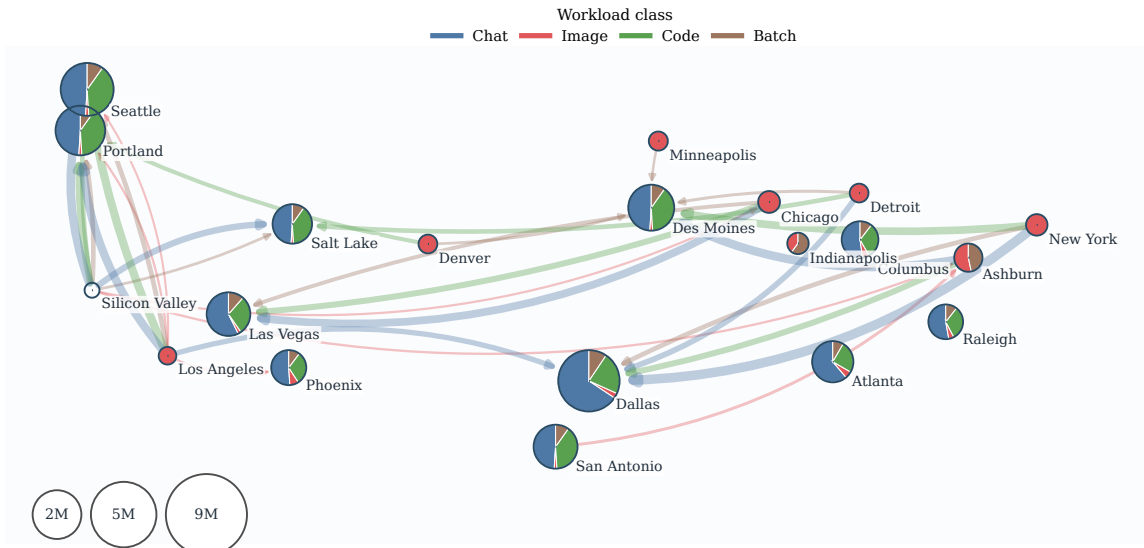 Workload class
Chat Image Code Batch
Seattle
Portland
Minneapolis
Detroit
Chicago
Des Moines
New York
Salt Lake
Denver
Indianapolis
Columbus
Ashburn
Silicon Valley
Las Vegas
Raleigh
Los Angeles
Phoenix
Atlanta
Dallas
San Antonio
2M 5M 9M